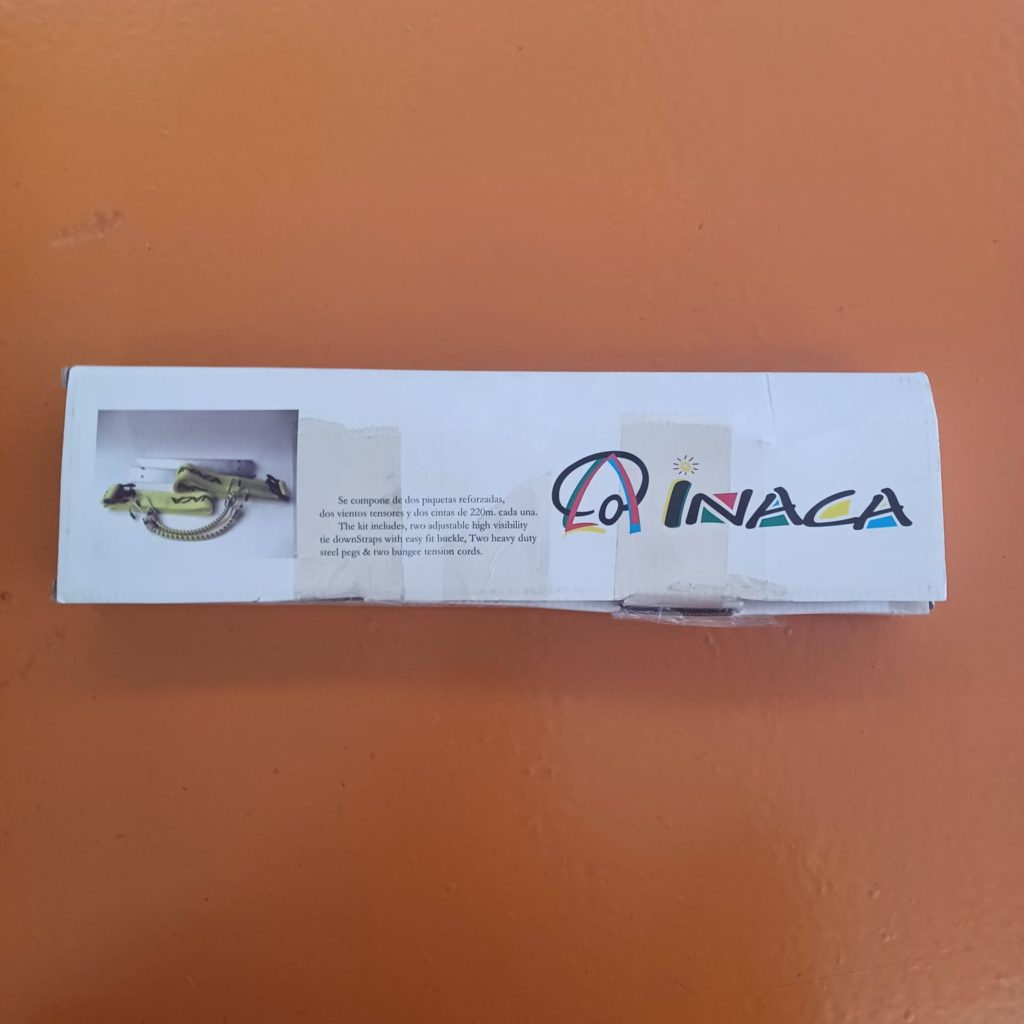 Se compone de dos piquetas reforzadas,
dos vientos tensores y dos cintas de 220m. cada una.
The kit includes, two adjustable high visibility
tie downStraps with easy fit buckle, Two heavy duty
steel pegs & two bungee tension cords.
INACA